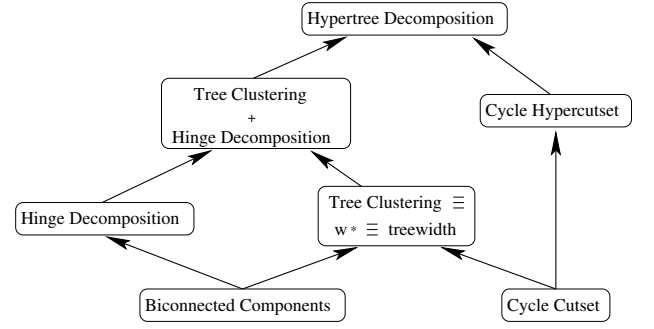 Hypertree Decomposition
Tree Clustering
+
Hinge Decomposition
Cycle Hypercutset
Hinge Decomposition
Tree Clustering ≡
w* ≡ treewidth
Biconnected Components
Cycle Cutset